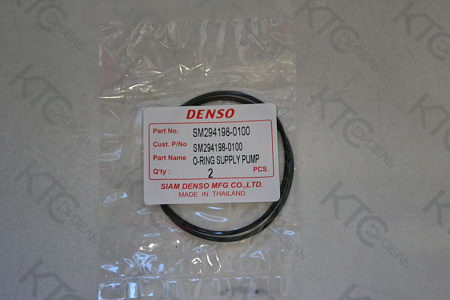 DENSO
Part No. SM294198-0100
Cust. P/No SM294198-0100
Part Name O-RING SUPPLY PUMP
Q'ty : 2 PCS.
SIAM DENSO MFG CO.,LTD.
MADE IN THAILAND